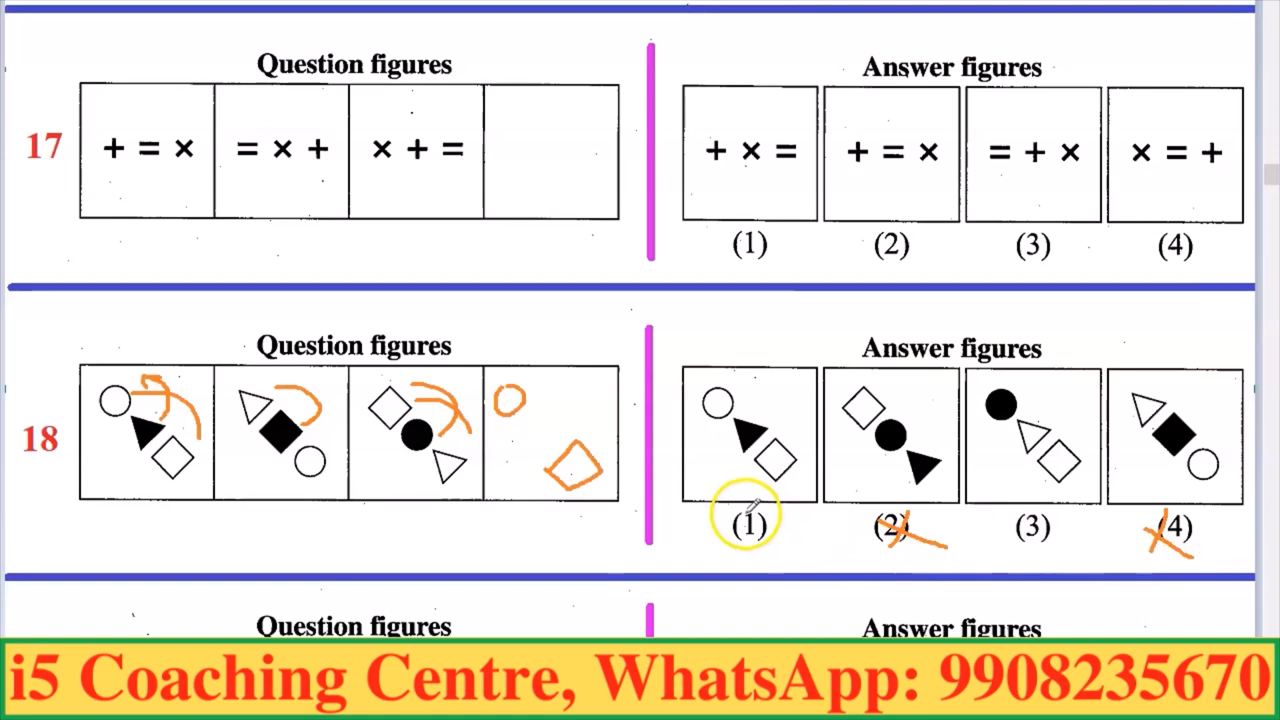 Question figures
Answer figures
17
+ = ×
= × +
× + =
+ × =
+ = ×
= + ×
× = +
(1)
(2)
(3)
(4)
Question figures
Answer figures
18
(1)
(2)
(3)
(4)
Question figures
Answer figures
i5 Coaching Centre, WhatsApp: 9908235670